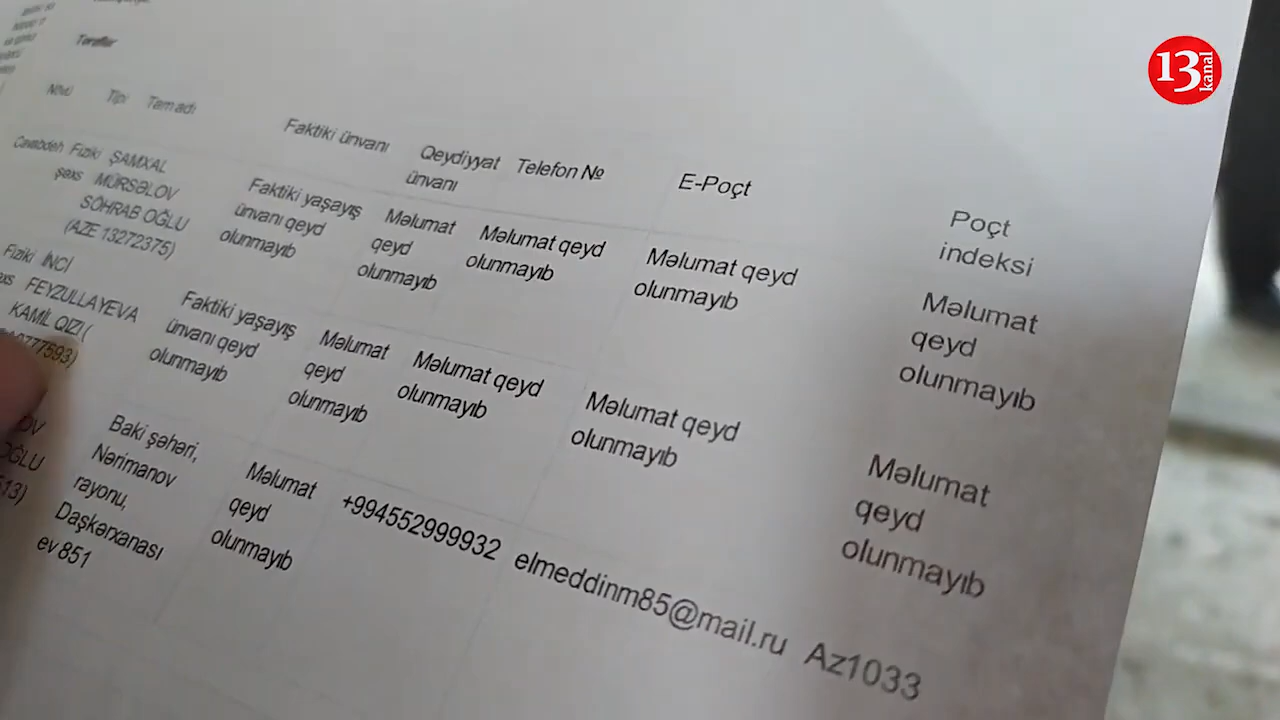 13 kanal
Tərəflər
Növü Tipi Tam adı Faktiki ünvanı Qeydiyyat ünvanı Telefon № E-Poçt Poçt indeksi
Cavabdeh Fiziki şəxs
ŞAMXAL
MÜRSƏLOV
SÖHRAB OĞLU
(AZE 13272375)
Faktiki yaşayış
ünvanı qeyd
olunmayıb
Məlumat
qeyd
olunmayıb
Məlumat qeyd
olunmayıb
Məlumat qeyd
olunmayıb
Məlumat
qeyd
olunmayıb
Fiziki İNCİ
FEYZULLAYEVA
KAMİL QIZI (
Faktiki yaşayış
ünvanı qeyd
olunmayıb
Məlumat
qeyd
olunmayıb
Məlumat qeyd
olunmayıb
Məlumat qeyd
olunmayıb
Məlumat
qeyd
olunmayıb
OĞLU
Baki şəhəri,
Nərimanov
rayonu,
Daşkərxanası
ev 851
Məlumat
qeyd
olunmayıb
+994552999932
elmeddinm85@mail.ru
Az1033